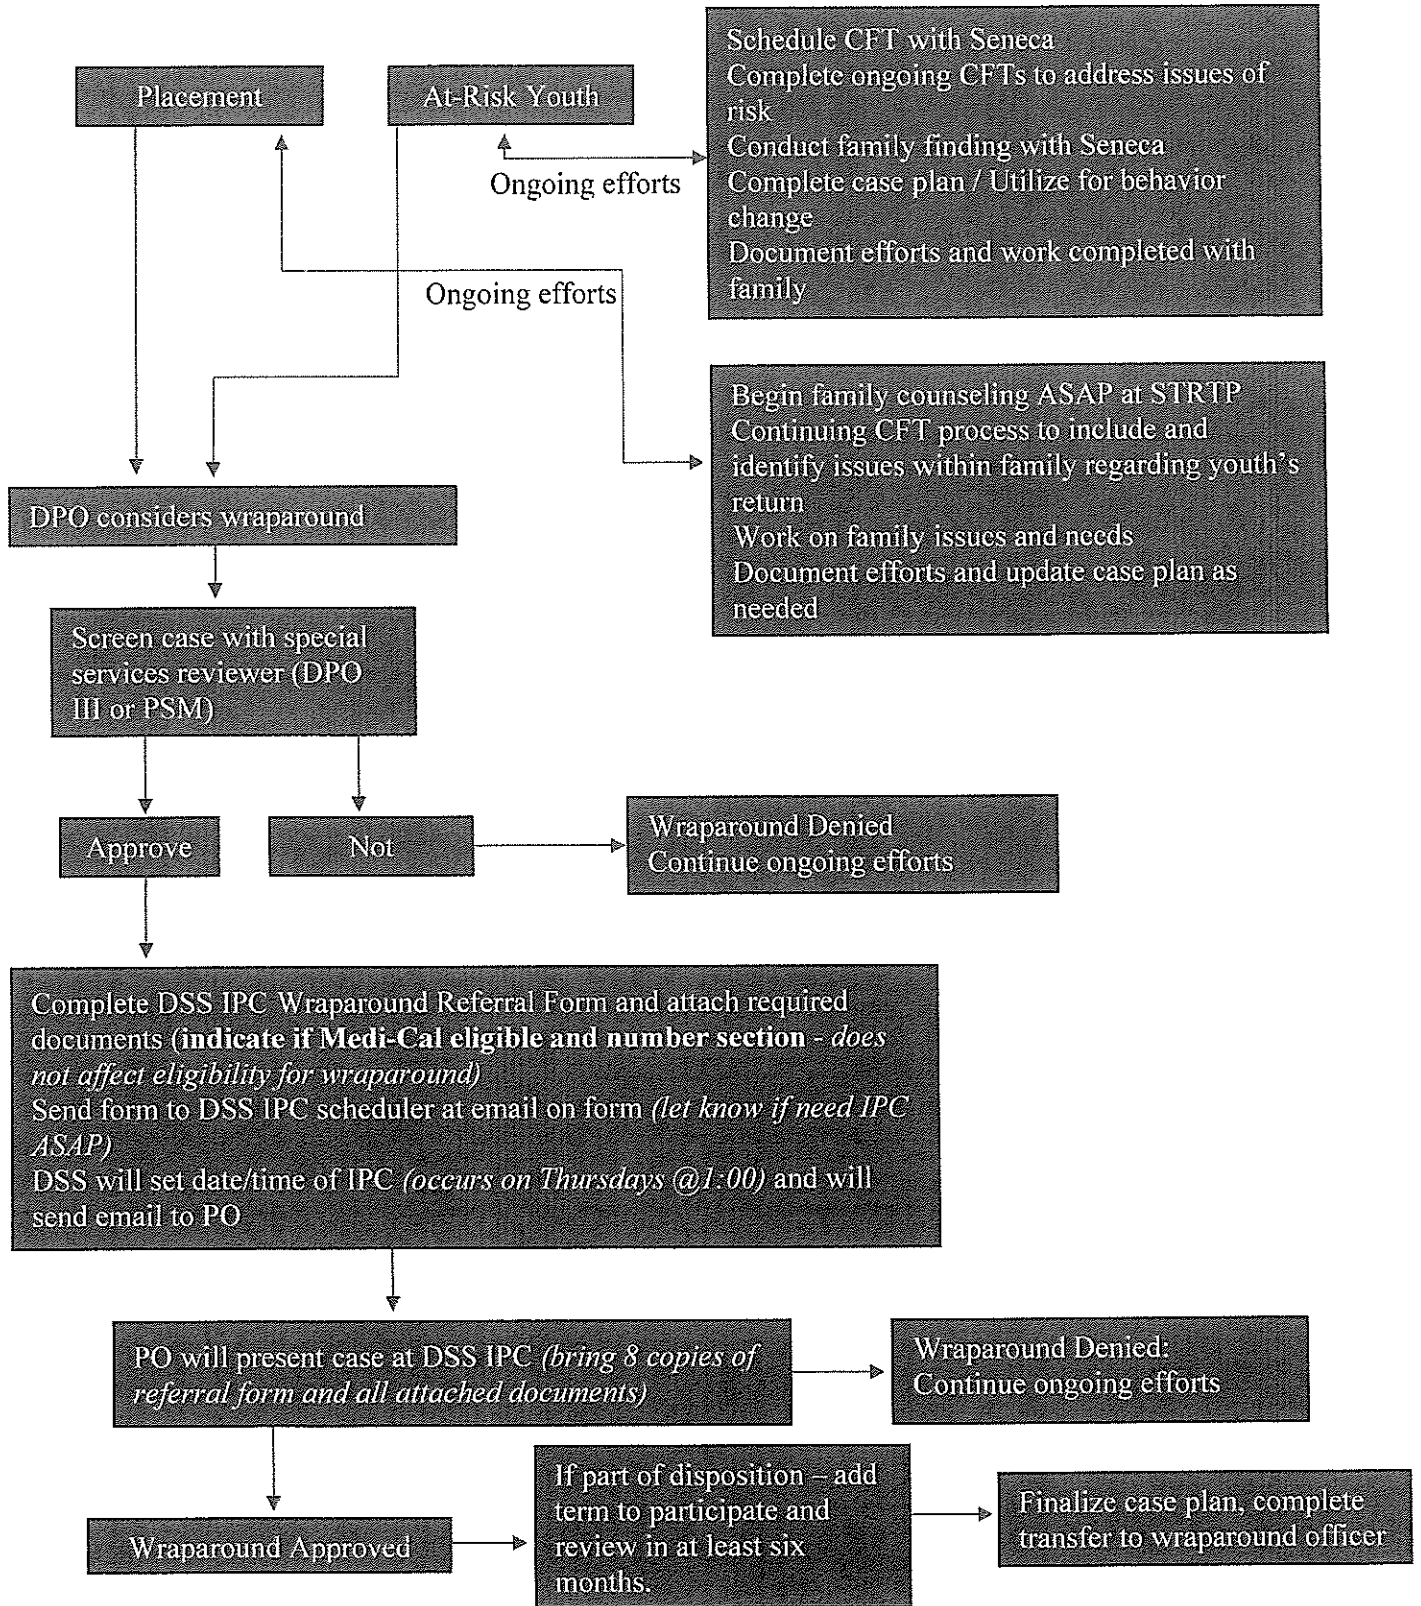 Placement
At-Risk Youth
Schedule CFT with Seneca
Complete ongoing CFTs to address issues of
risk
Conduct family finding with Seneca
Complete case plan / Utilize for behavior
change
Document efforts and work completed with
family
Ongoing efforts
Ongoing efforts
Begin family counseling ASAP at STRTP
Continuing CFT process to include and
identify issues within family regarding youth's
return
Work on family issues and needs
Document efforts and update case plan as
needed
DPO considers wraparound
Screen case with special
services reviewer (DPO
III or PSM)
Approve
Not
Wraparound Denied
Continue ongoing efforts
Complete DSS IPC Wraparound Referral Form and attach required
documents (indicate if Medi-Cal eligible and number section - does
not affect eligibility for wraparound)
Send form to DSS IPC scheduler at email on form (let know if need IPC
ASAP)
DSS will set date/time of IPC (occurs on Thursdays @1:00) and will
send email to PO
PO will present case at DSS IPC (bring 8 copies of
referral form and all attached documents)
Wraparound Denied:
Continue ongoing efforts
Wraparound Approved
If part of disposition – add
term to participate and
review in at least six
months.
Finalize case plan, complete
transfer to wraparound officer